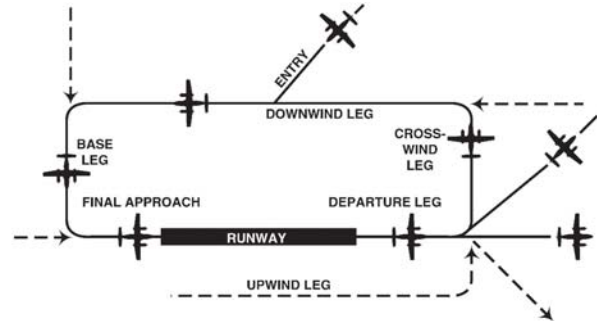 ENTRY
DOWNWIND LEG
BASE
LEG
CROSS-
WIND
LEG
FINAL APPROACH
DEPARTURE LEG
RUNWAY
UPWIND LEG